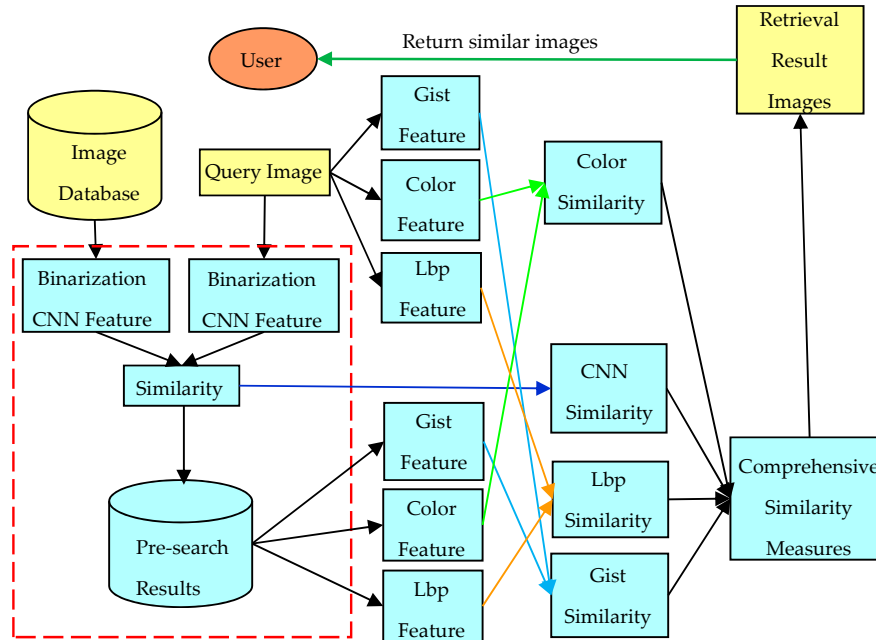 Return similar images
User
Retrieval
Result
Images
Image
Database
Query Image
Gist
Feature
Color
Feature
Lbp
Feature
Color
Similarity
Binarization
CNN Feature
Binarization
CNN Feature
Similarity
CNN
Similarity
Pre-search
Results
Gist
Feature
Color
Feature
Lbp
Feature
Lbp
Similarity
Gist
Similarity
Comprehensive
Similarity
Measures